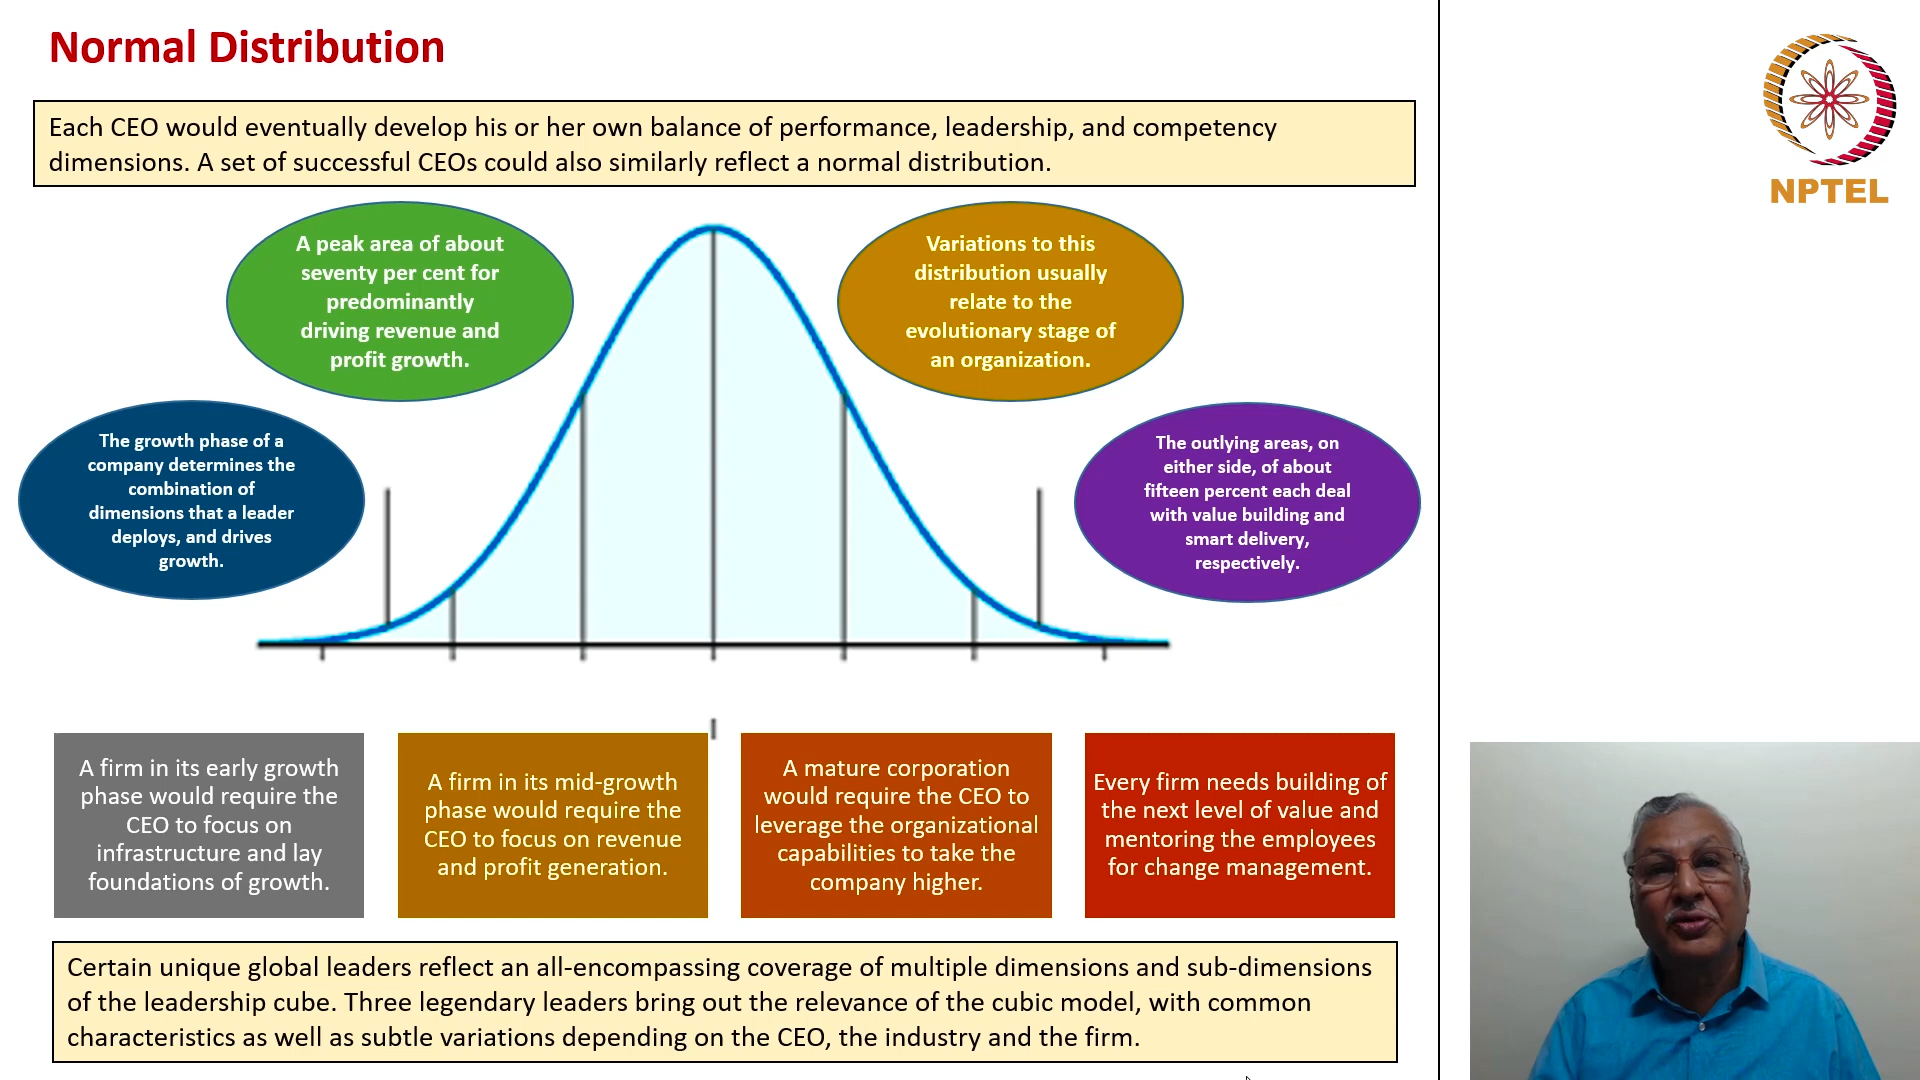 Normal Distribution
Each CEO would eventually develop his or her own balance of performance, leadership, and competency
dimensions. A set of successful CEOs could also similarly reflect a normal distribution.
A peak area of about
seventy per cent for
predominantly
driving revenue and
profit growth.
Variations to this
distribution usually
relate to the
evolutionary stage of
an organization.
The growth phase of a
company determines the
combination of
dimensions that a leader
deploys, and drives
growth.
The outlying areas, on
either side, of about
fifteen percent each deal
with value building and
smart delivery,
respectively.
A firm in its early growth
phase would require the
CEO to focus on
infrastructure and lay
foundations of growth.
A firm in its mid-growth
phase would require the
CEO to focus on revenue
and profit generation.
A mature corporation
would require the CEO to
leverage the organizational
capabilities to take the
company higher.
Every firm needs building of
the next level of value and
mentoring the employees
for change management.
Certain unique global leaders reflect an all-encompassing coverage of multiple dimensions and sub-dimensions
of the leadership cube. Three legendary leaders bring out the relevance of the cubic model, with common
characteristics as well as subtle variations depending on the CEO, the industry and the firm.
NPTEL